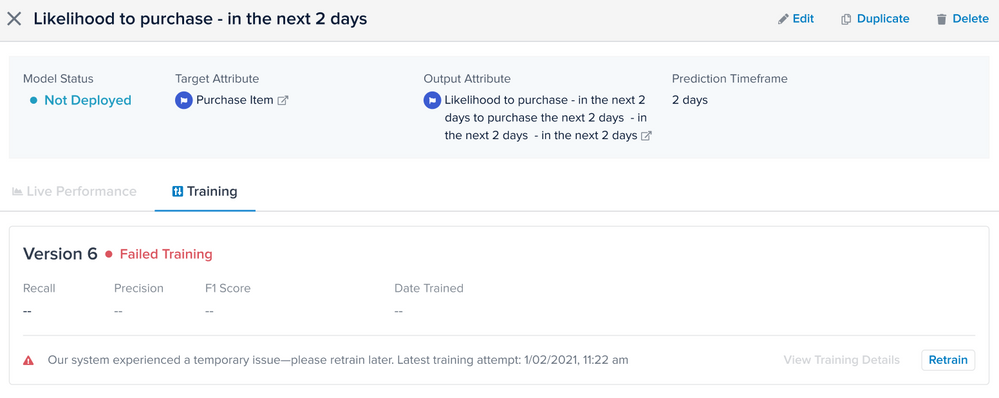 Likelihood to purchase - in the next 2 days
Edit
Duplicate
Delete
Model Status
Target Attribute
Output Attribute
Prediction Timeframe
Not Deployed
Purchase Item
Likelihood to purchase - in the next 2
days to purchase the next 2 days - in
the next 2 days - in the next 2 days
2 days
Live Performance
Training
Version 6
Failed Training
Recall
Precision
F1 Score
Date Trained
--
--
--
--
Our system experienced a temporary issue—please retrain later. Latest training attempt: 1/02/2021, 11:22 am
View Training Details
Retrain